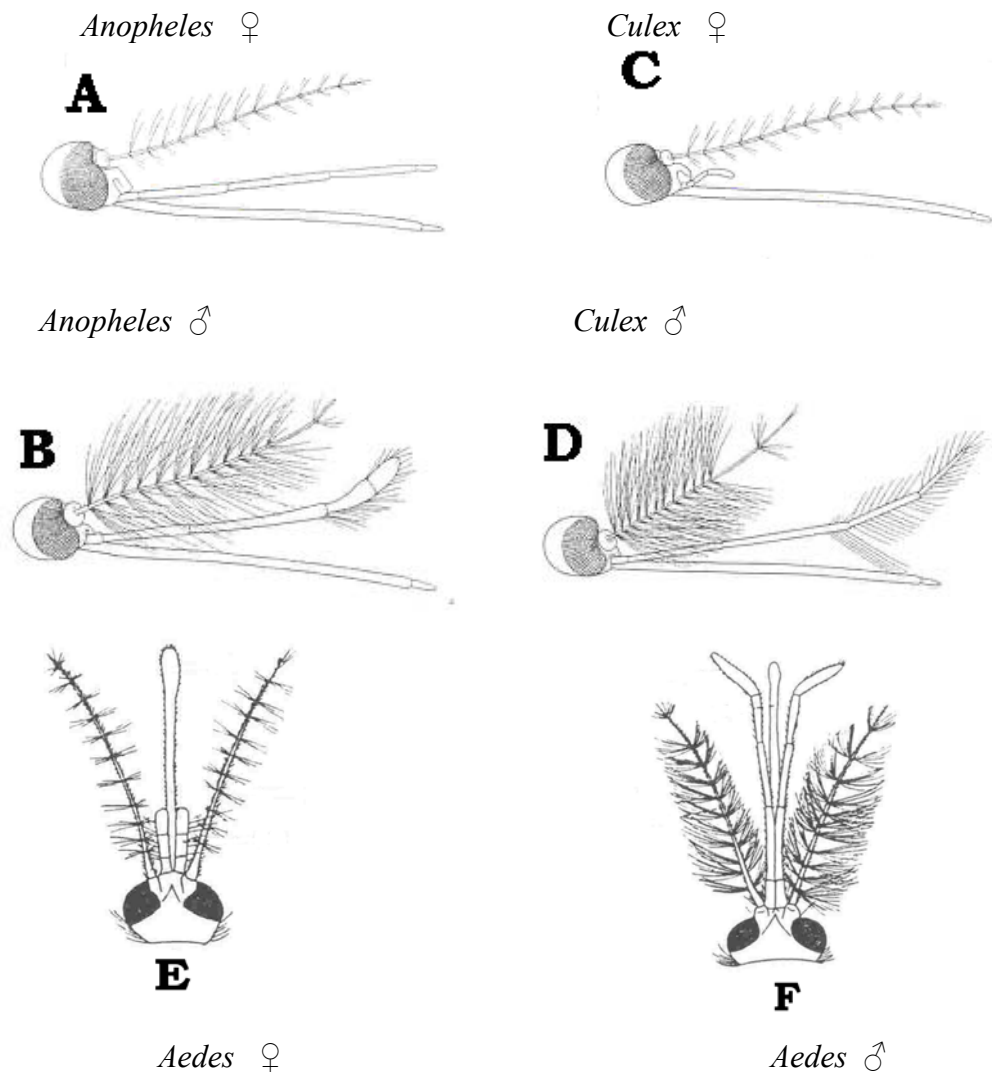 Anopheles ♀ Culex ♀
A C
Anopheles ♂ Culex ♂
B D
E
F
Aedes ♀ Aedes ♂